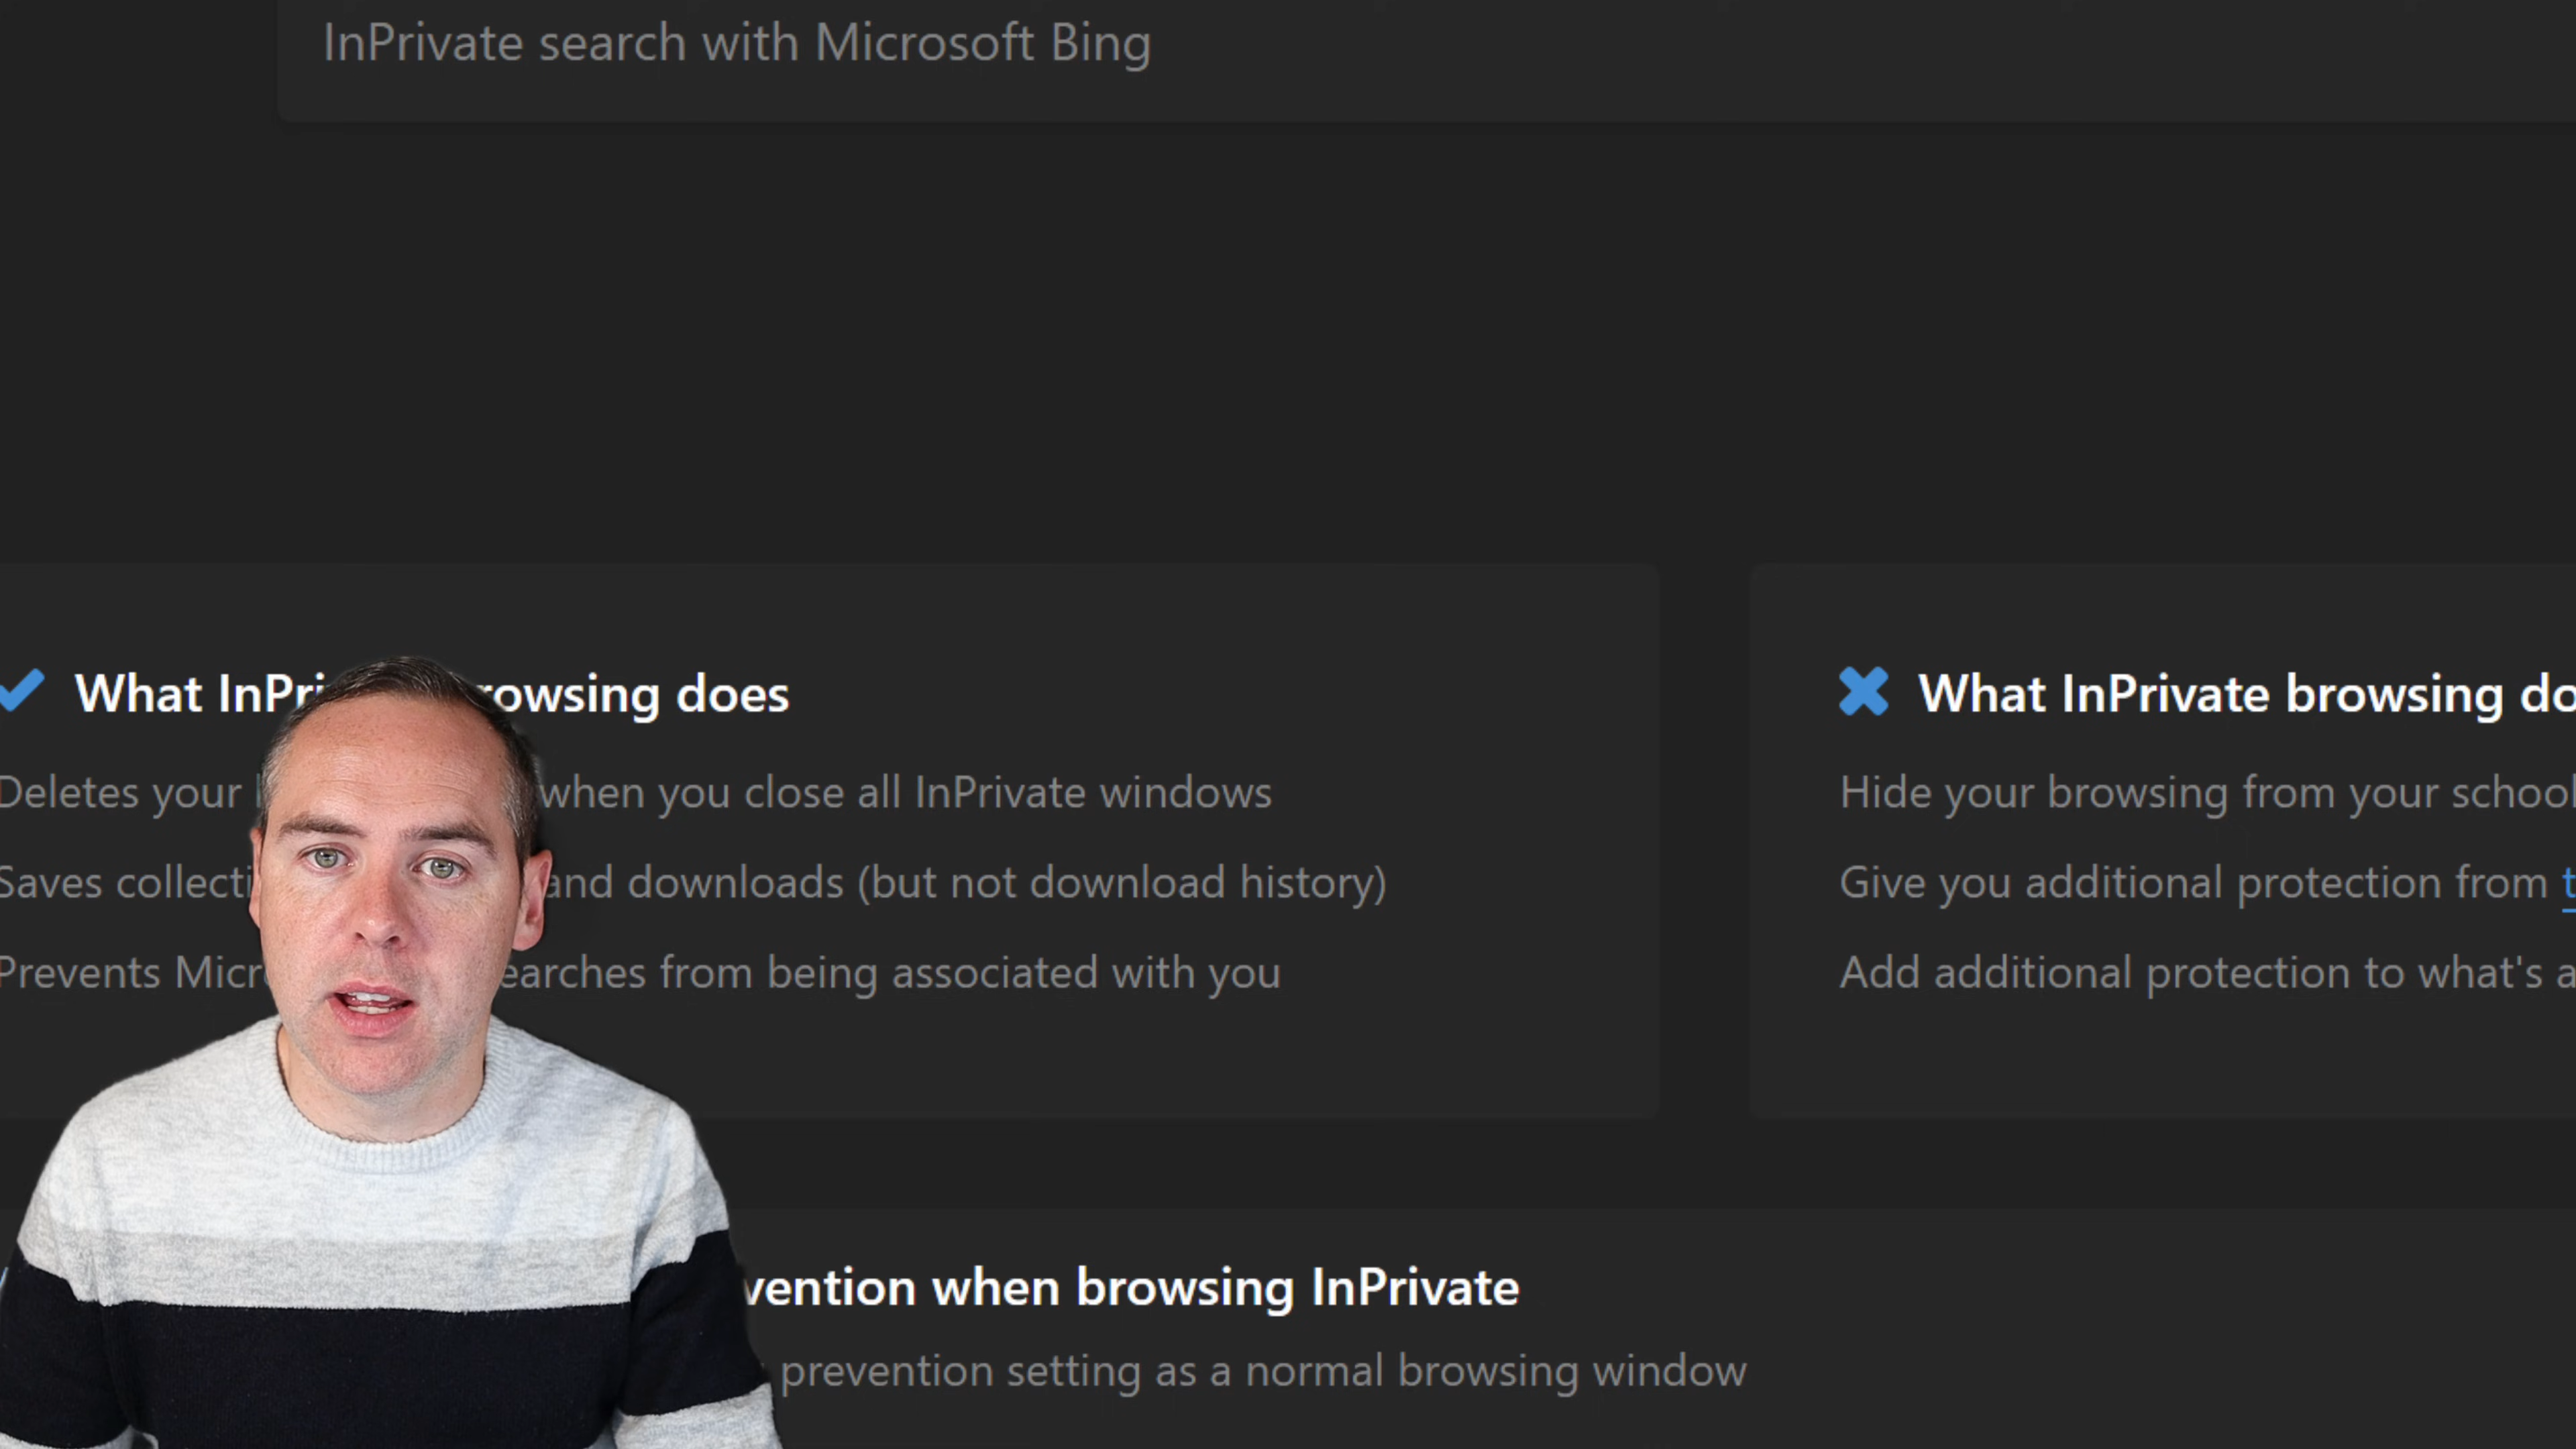 InPrivate search with Microsoft Bing
What InPri rowsing does
Deletes your when you close all InPrivate windows
Saves collecti and downloads (but not download history)
Prevents Micr earches from being associated with you
What InPrivate browsing do
Hide your browsing from your school
Give you additional protection from t
Add additional protection to what's a
vention when browsing InPrivate
prevention setting as a normal browsing window